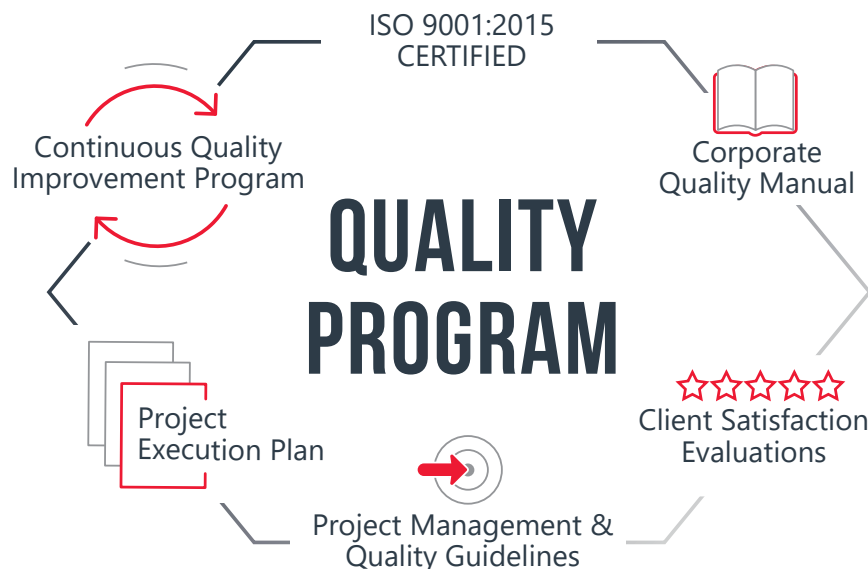 ISO 9001:2015
CERTIFIED
Continuous Quality
Improvement Program
Corporate
Quality Manual
QUALITY
PROGRAM
Project
Execution Plan
Client Satisfaction
Evaluations
Project Management &
Quality Guidelines